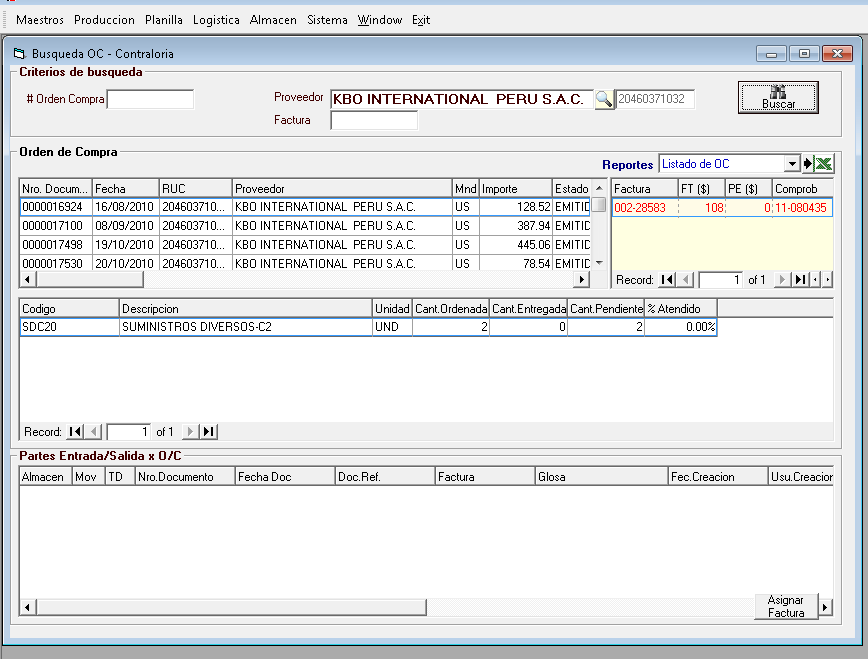 Maestros Produccion Planilla Logistica Almacen Sistema Window Exit
Busqueda OC - Contraloria
Criterios de busqueda
# Orden Compra
Proveedor KBO INTERNATIONAL PERU S.A.C. 20460371032
Buscar
Factura
Orden de Compra
Reportes Listado de OC
Nro. Docum... Fecha RUC Proveedor Mnd Importe Estado
0000016924 16/08/2010 204603710... KBO INTERNATIONAL PERU S.A.C. US 128.52 EMITID
0000017100 08/09/2010 204603710... KBO INTERNATIONAL PERU S.A.C. US 387.94 EMITID
0000017498 19/10/2010 204603710... KBO INTERNATIONAL PERU S.A.C. US 445.06 EMITID
0000017530 20/10/2010 204603710... KBO INTERNATIONAL PERU S.A.C. US 78.54 EMITID
Factura FT ($) PE ($) Comprob
002-28583 108 0 11-080435
Record: 1 of 1
Codigo Descripcion Unidad Cant.Ordenada Cant.Entregada Cant.Pendiente % Atendido
SDC20 SUMINISTROS DIVERSOS-C2 UND 2 0 2 0.00%
Record: 1 of 1
Partes Entrada/Salida x O/C
Almacen Mov TD Nro.Documento Fecha Doc Doc.Ref. Factura Glosa Fec.Creacion Usu.Creacion
Asignar
Factura